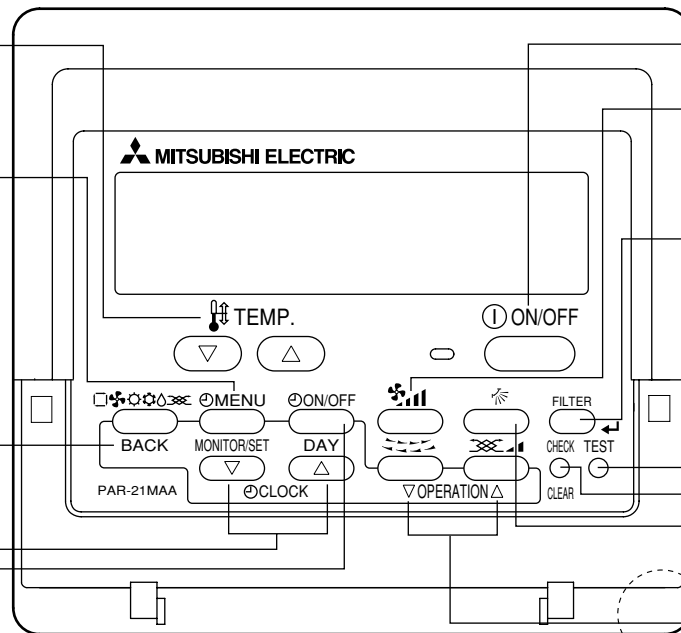 MITSUBISHI ELECTRIC
TEMP. ON/OFF
MENU ON/OFF FILTER
BACK MONITOR/SET DAY CHECK TEST
PAR-21MAA CLOCK OPERATION CLEAR